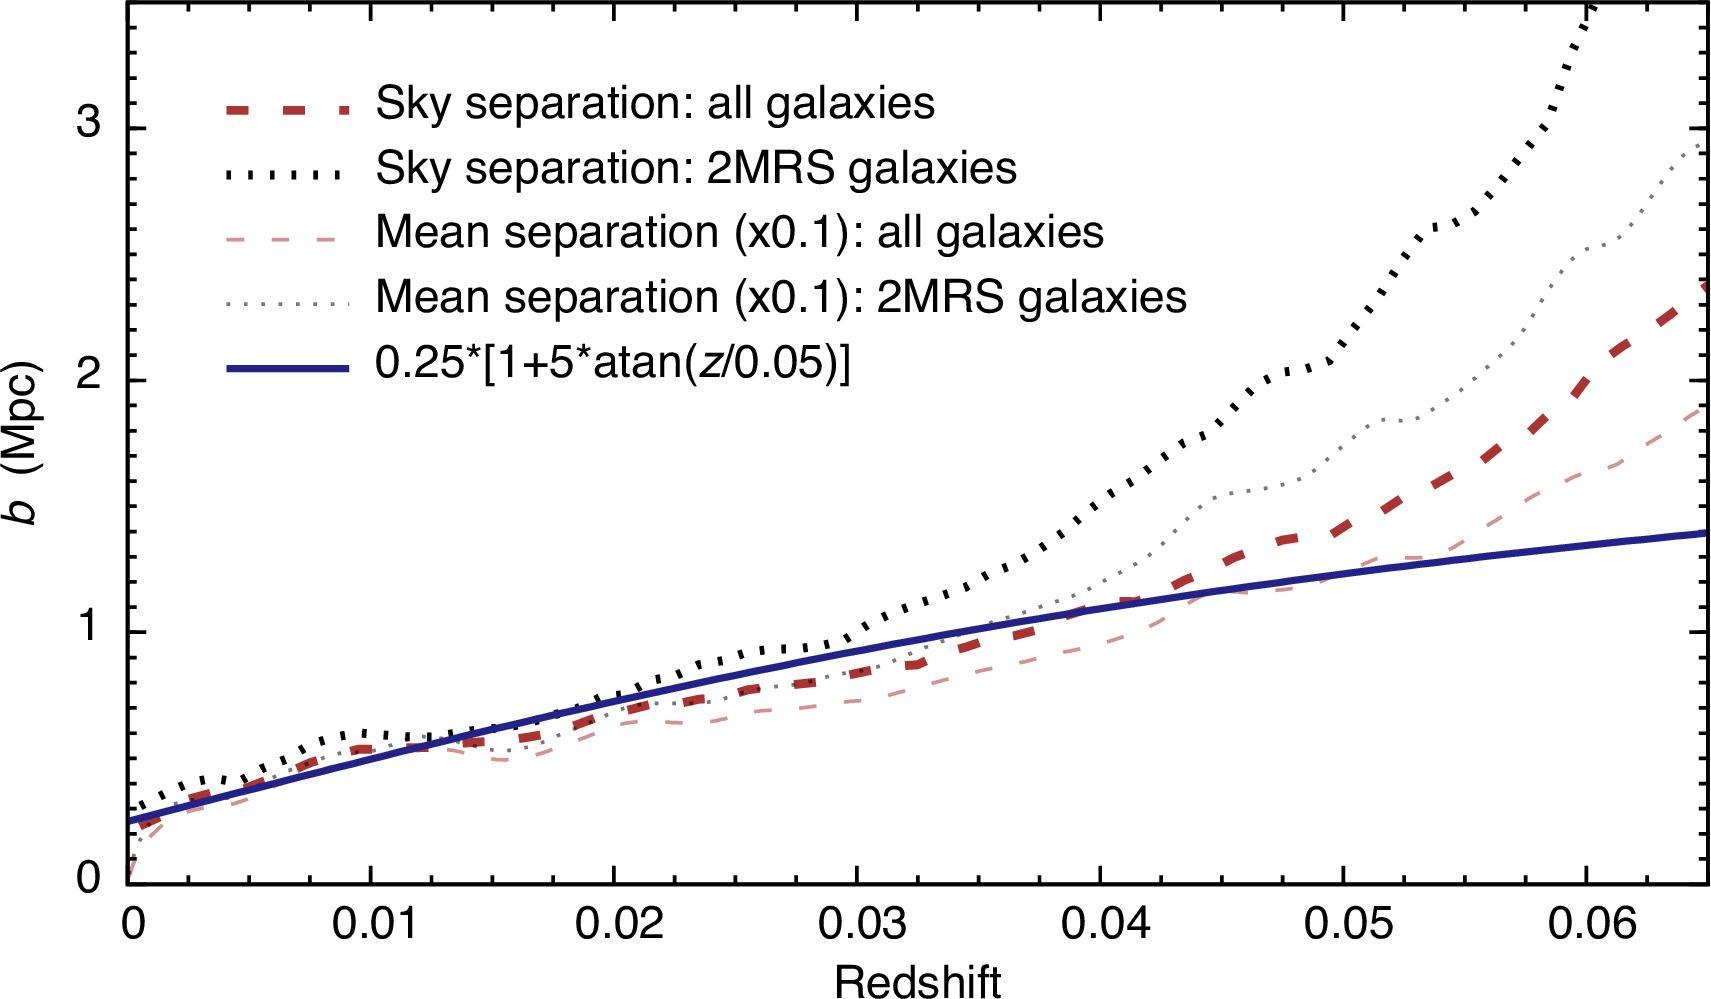 3
2
1
0
b (Mpc)
Sky separation: all galaxies
Sky separation: 2MRS galaxies
Mean separation (x0.1): all galaxies
Mean separation (x0.1): 2MRS galaxies
0.25*[1+5*atan(z/0.05)]
0 0.01 0.02 0.03 0.04 0.05 0.06
Redshift